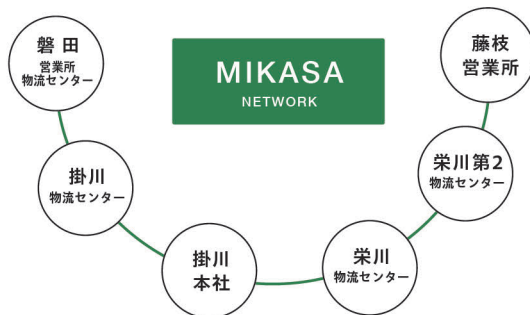 磐田
営業所
物流センター
MIKASA
NETWORK
藤枝
営業所
掛川
物流センター
栄川第2
物流センター
掛川
本社
栄川
物流センター